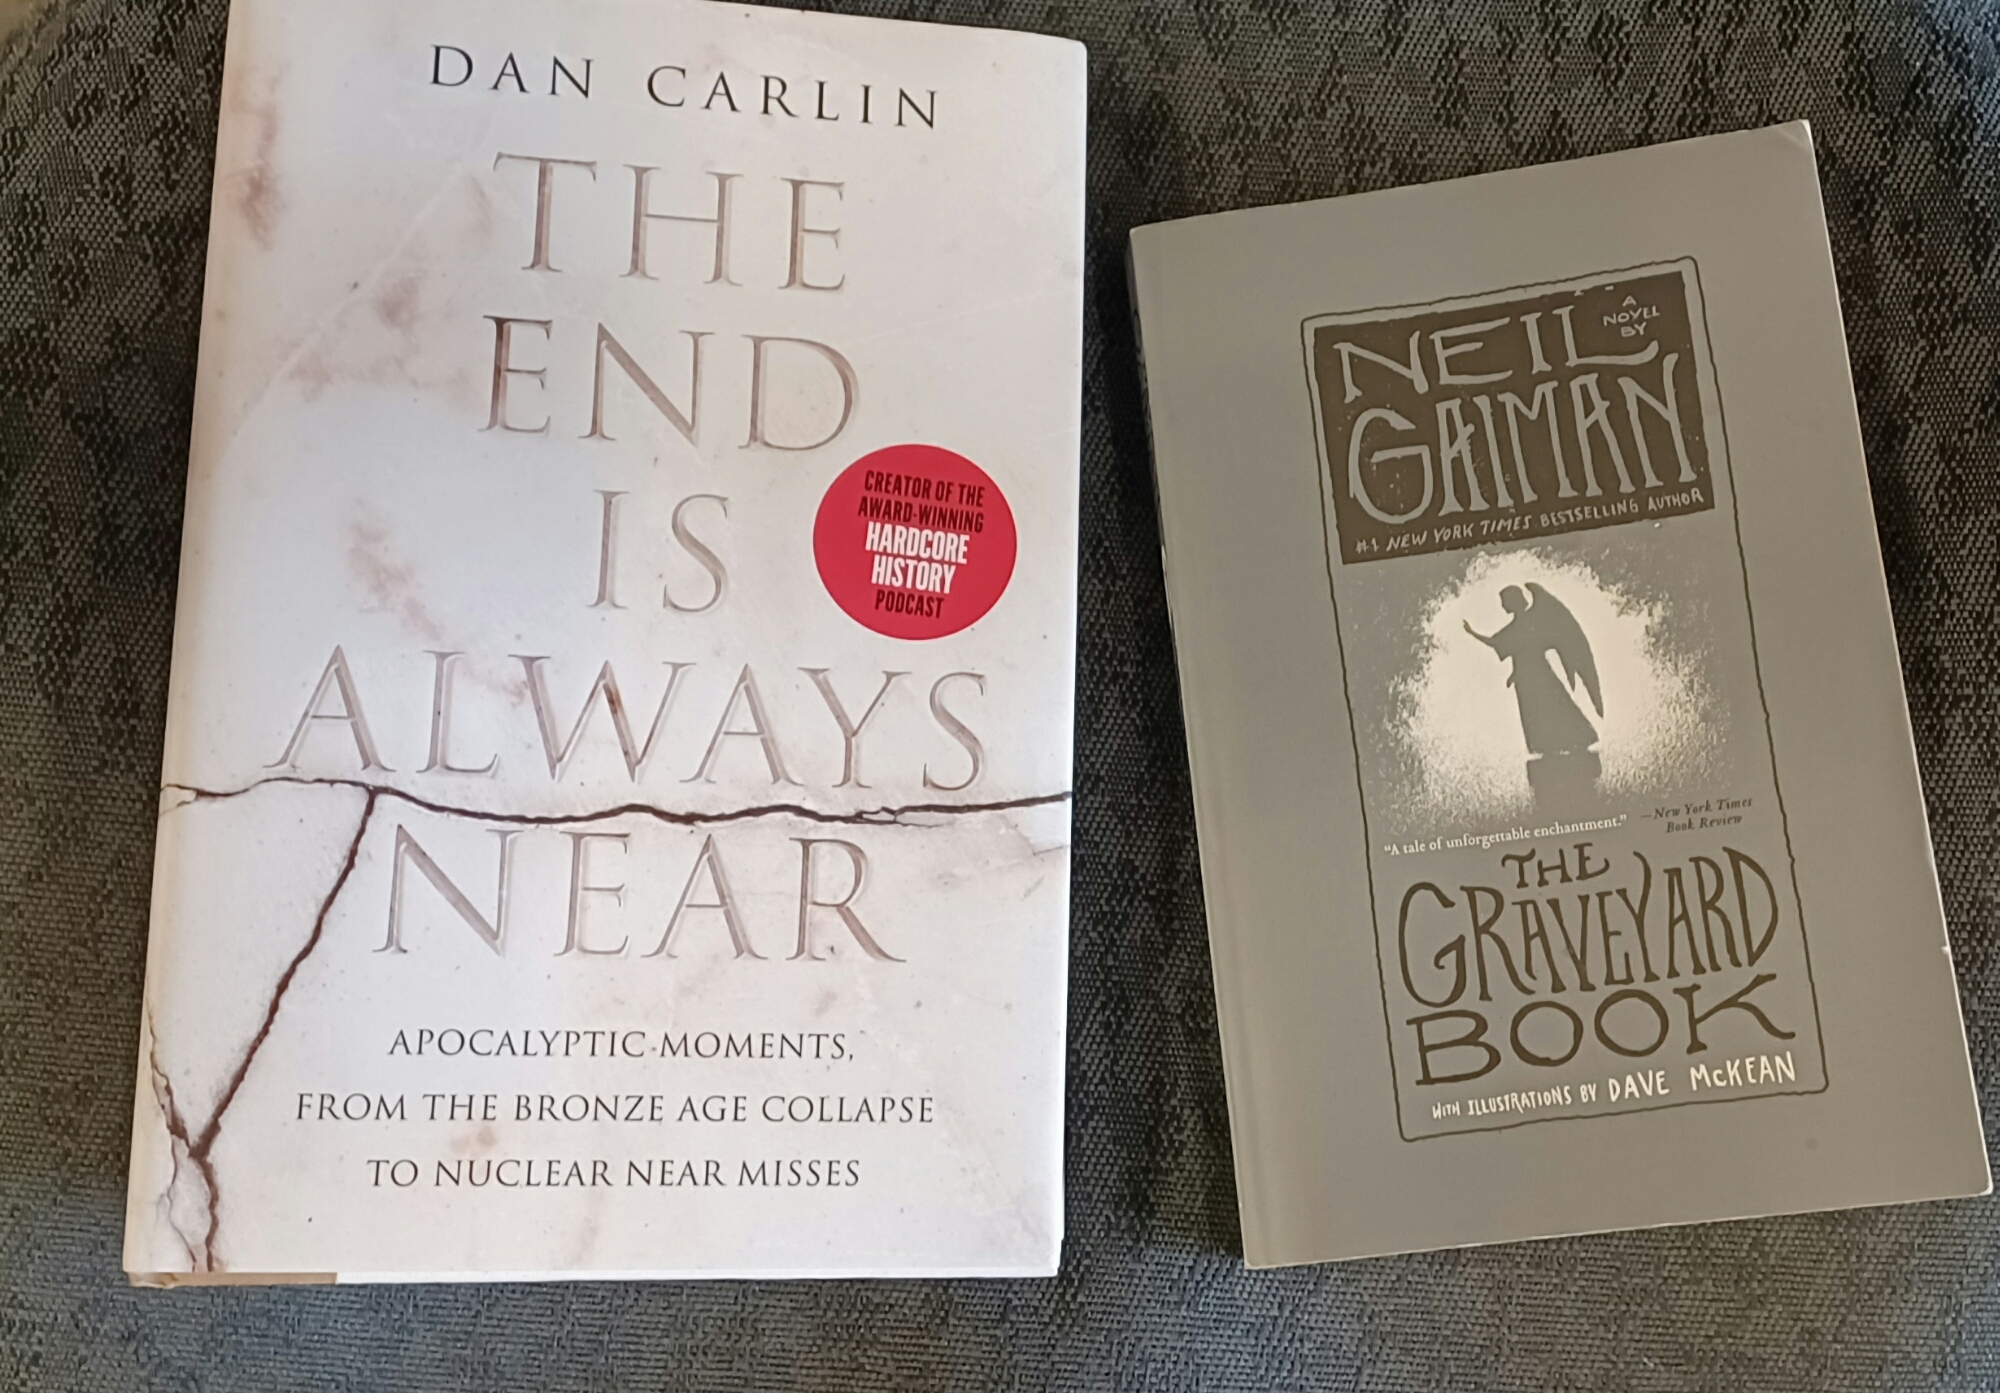 DAN CARLIN
THE
END
IS
ALWAYS
NEAR
CREATOR OF THE
AWARD-WINNING
HARDCORE
HISTORY
PODCAST
APOCALYPTIC MOMENTS,
FROM THE BRONZE AGE COLLAPSE
TO NUCLEAR NEAR MISSES
A
NOVEL
BY
NEIL
GAIMAN
#1 NEW YORK TIMES BESTSELLING AUTHOR
“A tale of unforgettable enchantment.” —New York Times
Book Review
THE
GRAVEYARD
BOOK
WITH ILLUSTRATIONS BY DAVE McKEAN